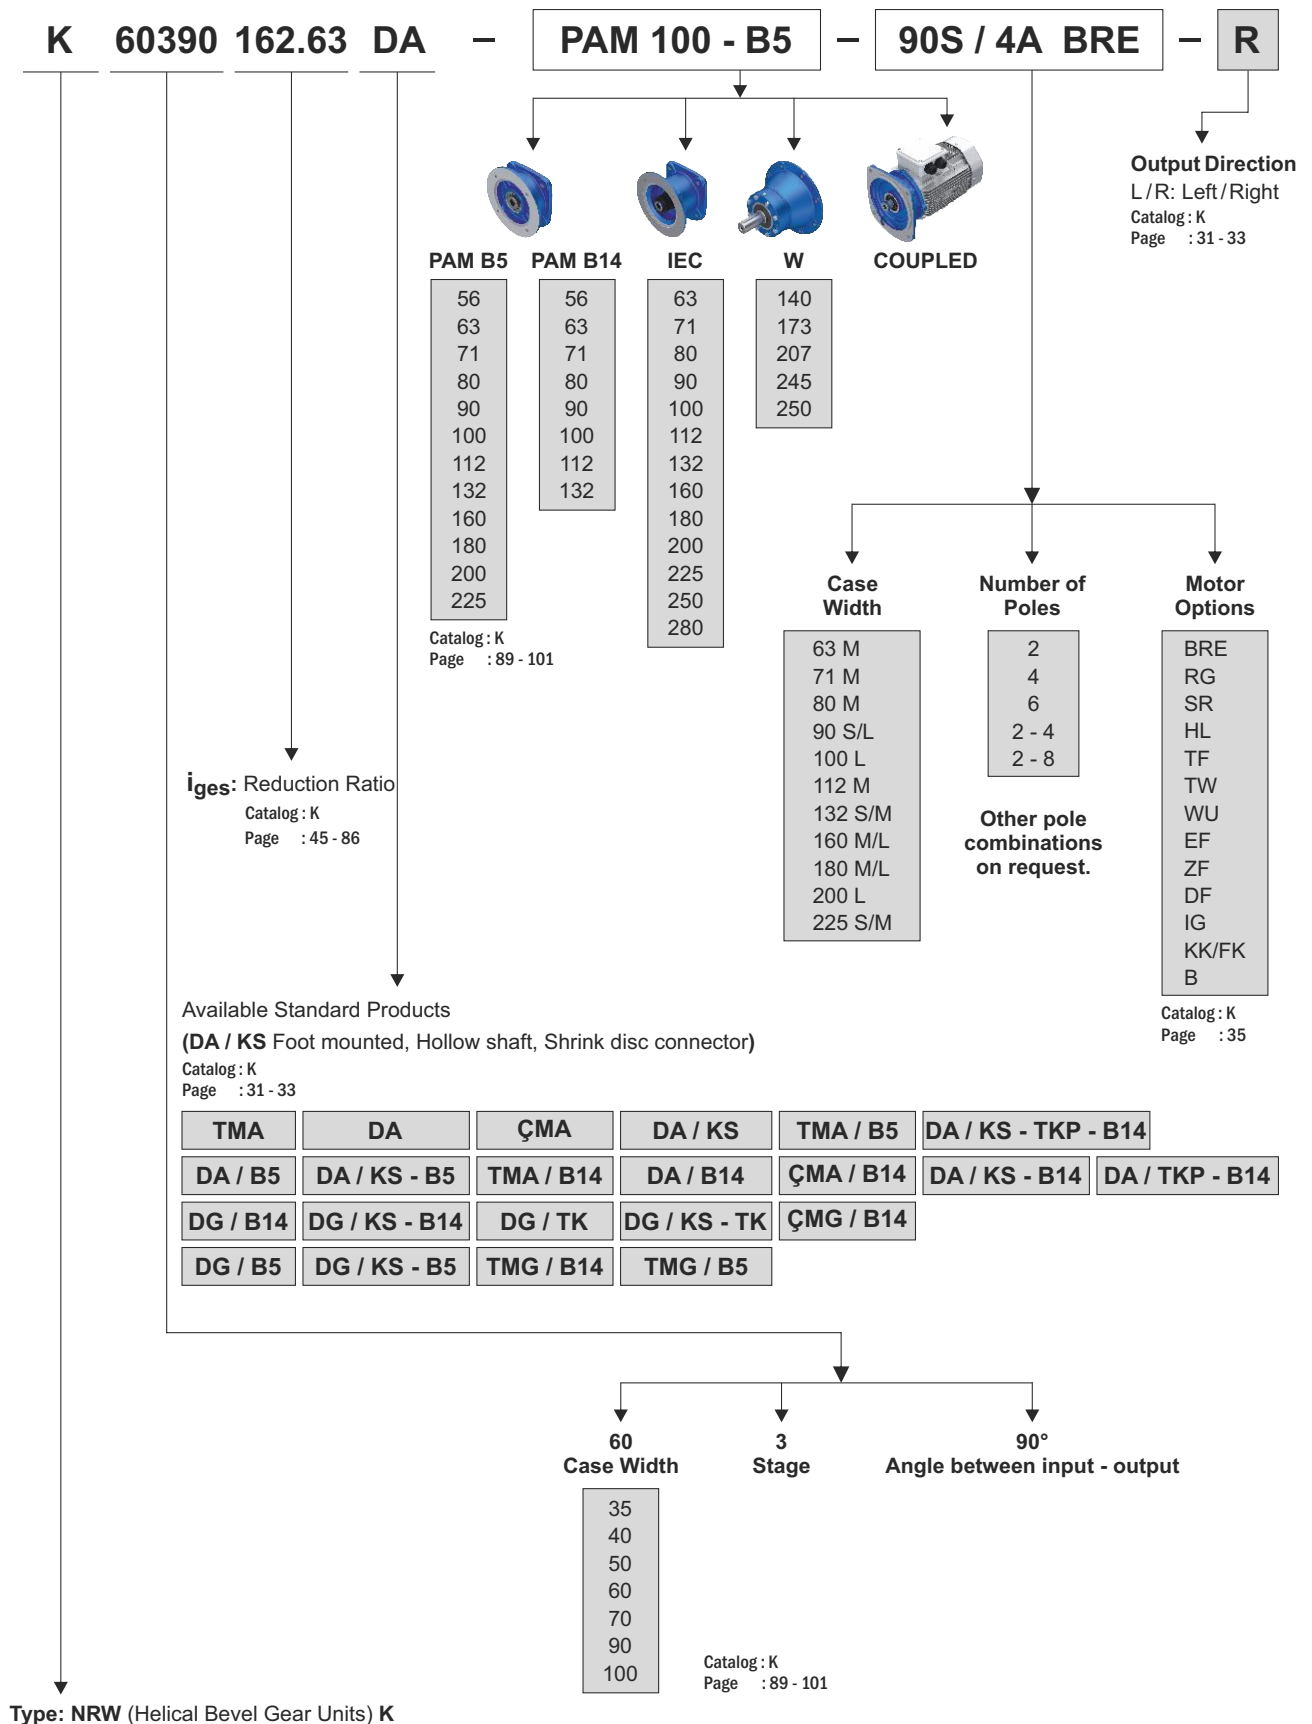 K 60390 162.63 DA – PAM 100 - B5 – 90S / 4A BRE – R
Output Direction
L/R: Left/Right
Catalog : K
Page : 31 - 33
PAM B5
56
63
71
80
90
100
112
132
160
180
200
225
Catalog : K
Page : 89 - 101
PAM B14
56
63
71
80
90
100
112
132
IEC
63
71
80
90
100
112
132
160
180
200
225
250
280
W
140
173
207
245
250
COUPLED
Case
Width
63 M
71 M
80 M
90 S/L
100 L
112 M
132 S/M
160 M/L
180 M/L
200 L
225 S/M
Number of
Poles
2
4
6
2 - 4
2 - 8
Other pole
combinations
on request.
Motor
Options
BRE
RG
SR
HL
TF
TW
WU
EF
ZF
DF
IG
KK/FK
B
Catalog : K
Page : 35
iges: Reduction Ratio
Catalog : K
Page : 45 - 86
Available Standard Products
(DA / KS Foot mounted, Hollow shaft, Shrink disc connector)
Catalog : K
Page : 31 - 33
TMA DA ÇMA DA / KS TMA / B5 DA / KS - TKP - B14
DA / B5 DA / KS - B5 TMA / B14 DA / B14 ÇMA / B14 DA / KS - B14 DA / TKP - B14
DG / B14 DG / KS - B14 DG / TK DG / KS - TK ÇMG / B14
DG / B5 DG / KS - B5 TMG / B14 TMG / B5
60
Case Width
35
40
50
60
70
90
100
3
Stage
90°
Angle between input - output
Catalog : K
Page : 89 - 101
Type: NRW (Helical Bevel Gear Units) K